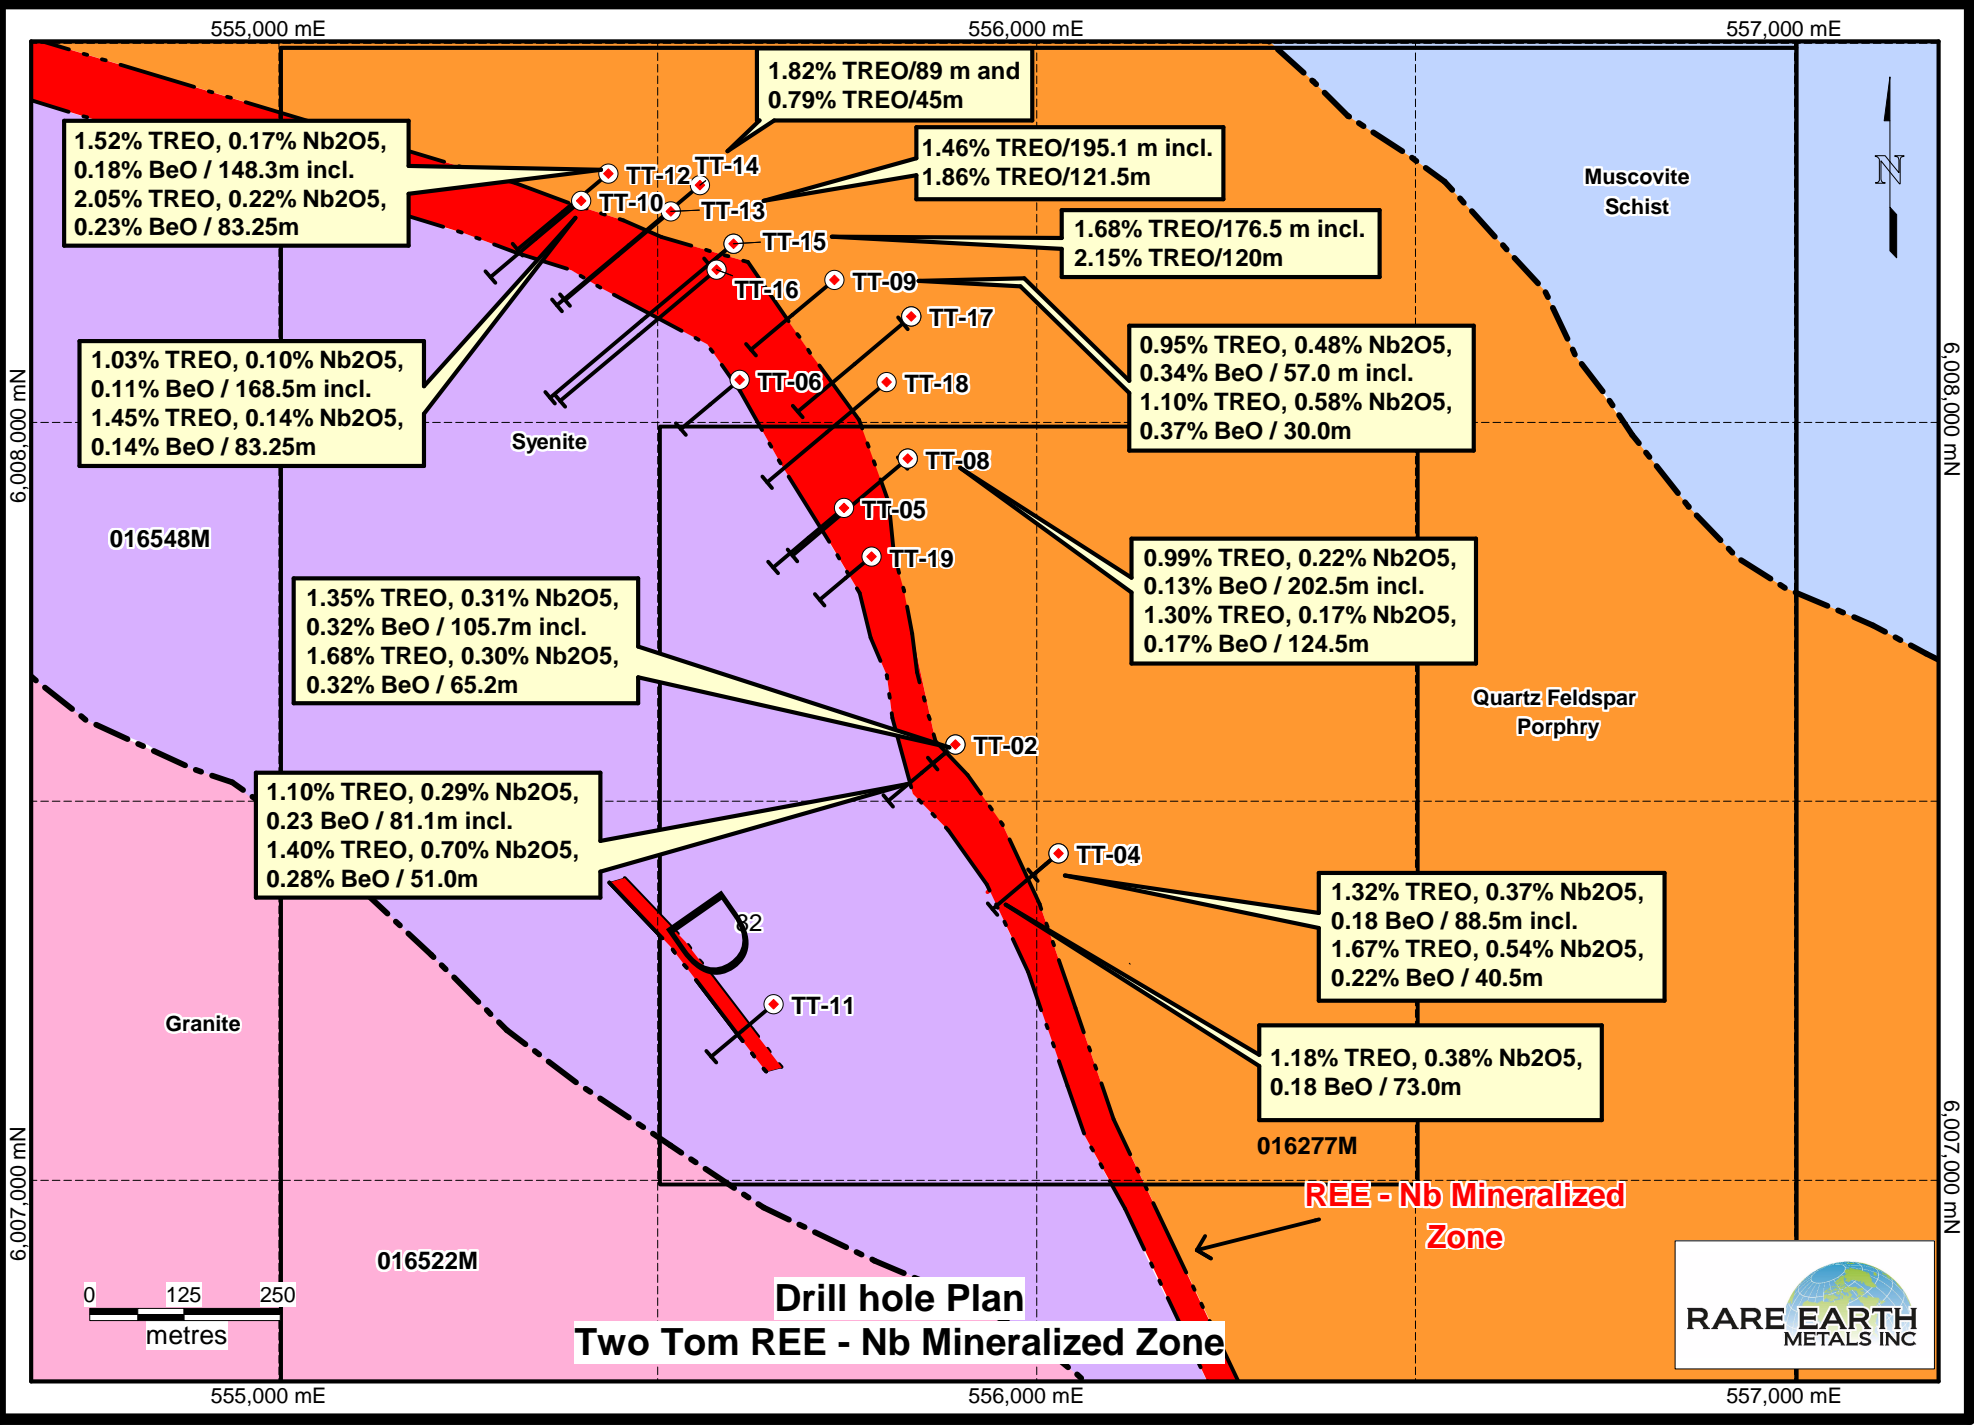 555,000 mE
556,000 mE
557,000 mE
1.82% TREO/89 m and
0.79% TREO/45m
1.52% TREO, 0.17% Nb2O5,
0.18% BeO / 148.3m incl.
2.05% TREO, 0.22% Nb2O5,
0.23% BeO / 83.25m
1.46% TREO/195.1 m incl.
1.86% TREO/121.5m
TT-14
TT-12
TT-10
TT-13
Muscovite
Schist
N
1.68% TREO/176.5 m incl.
2.15% TREO/120m
TT-15
TT-16
TT-09
TT-17
0.95% TREO, 0.48% Nb2O5,
0.34% BeO / 57.0 m incl.
1.10% TREO, 0.58% Nb2O5,
0.37% BeO / 30.0m
1.03% TREO, 0.10% Nb2O5,
0.11% BeO / 168.5m incl.
1.45% TREO, 0.14% Nb2O5,
0.14% BeO / 83.25m
TT-06
TT-18
6,008,000 mN
6,008,000 mN
Syenite
TT-08
TT-05
016548M
TT-19
0.99% TREO, 0.22% Nb2O5,
0.13% BeO / 202.5m incl.
1.30% TREO, 0.17% Nb2O5,
0.17% BeO / 124.5m
1.35% TREO, 0.31% Nb2O5,
0.32% BeO / 105.7m incl.
1.68% TREO, 0.30% Nb2O5,
0.32% BeO / 65.2m
Quartz Feldspar
Porphry
TT-02
1.10% TREO, 0.29% Nb2O5,
0.23 BeO / 81.1m incl.
1.40% TREO, 0.70% Nb2O5,
0.28% BeO / 51.0m
TT-04
1.32% TREO, 0.37% Nb2O5,
0.18 BeO / 88.5m incl.
1.67% TREO, 0.54% Nb2O5,
0.22% BeO / 40.5m
82
TT-11
Granite
1.18% TREO, 0.38% Nb2O5,
0.18 BeO / 73.0m
016277M
6,007,000 mN
6,007,000 mN
REE - Nb Mineralized
Zone
016522M
0 125 250
metres
Drill hole Plan
Two Tom REE - Nb Mineralized Zone
RARE EARTH
METALS INC
555,000 mE
556,000 mE
557,000 mE